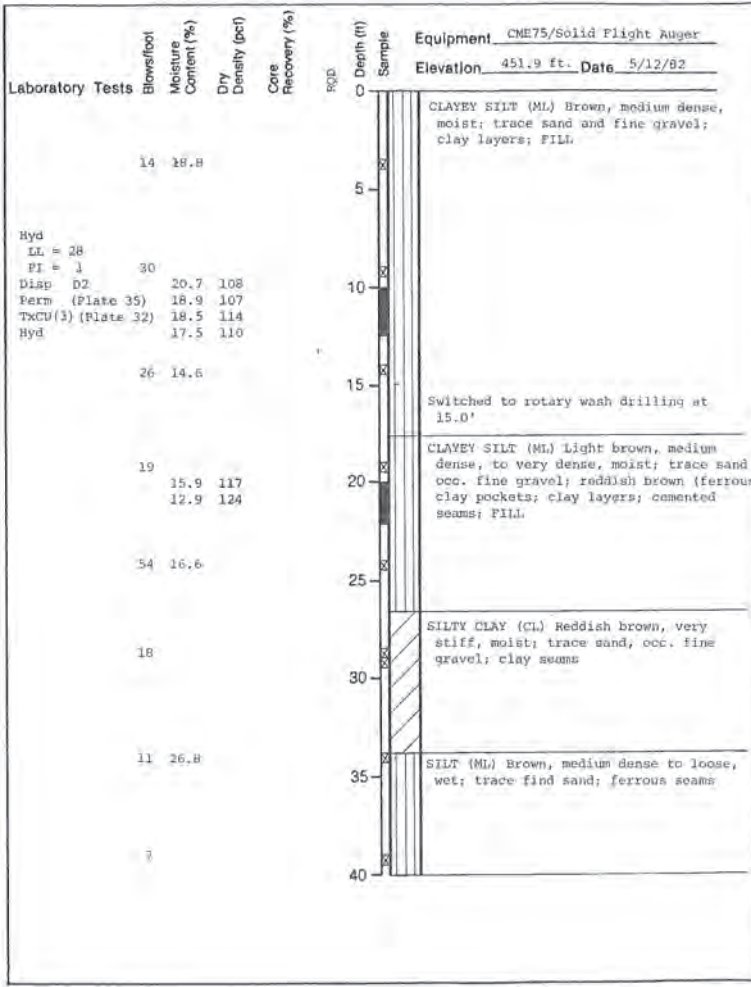 Equipment CME75/Solid Flight Auger
Elevation 451.9 ft. Date 5/12/82
Laboratory Tests
Blows/foot
Moisture
Content (%)
Dry
Density (pcf)
Core
Recovery (%)
RQD
Depth (ft)
Sample
0
CLAYEY SILT (ML) Brown, medium dense,
moist; trace sand and fine gravel;
clay layers; FILL
14 18.8
5
Hyd
LL = 28
PI = 1 30
Disp D2 20.7 108
10
Perm (Plate 35) 18.9 107
TxCU(3) (Plate 32) 18.5 114
Hyd 17.5 110
26 14.6
15
Switched to rotary wash drilling at
15.0'
CLAYEY SILT (ML) Light brown, medium
dense, to very dense, moist; trace sand
occ. fine gravel; reddish brown (ferrous
clay pockets; clay layers; cemented
seams; FILL
19
15.9 117
20
12.9 124
54 16.6
25
SILTY CLAY (CL) Reddish brown, very
stiff, moist; trace sand, occ. fine
gravel; clay seams
18
30
11 26.8
SILT (ML) Brown, medium dense to loose,
wet; trace find sand; ferrous seams
35
40